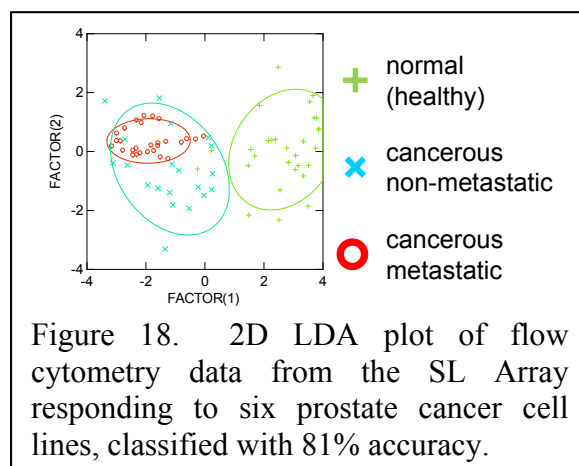 4
2
0
-2
-4
FACTOR(2)
-4 -2 0 2 4
FACTOR(1)
normal
(healthy)
cancerous
non-metastatic
cancerous
metastatic
Figure 18. 2D LDA plot of flow
cytometry data from the SL Array
responding to six prostate cancer cell
lines, classified with 81% accuracy.